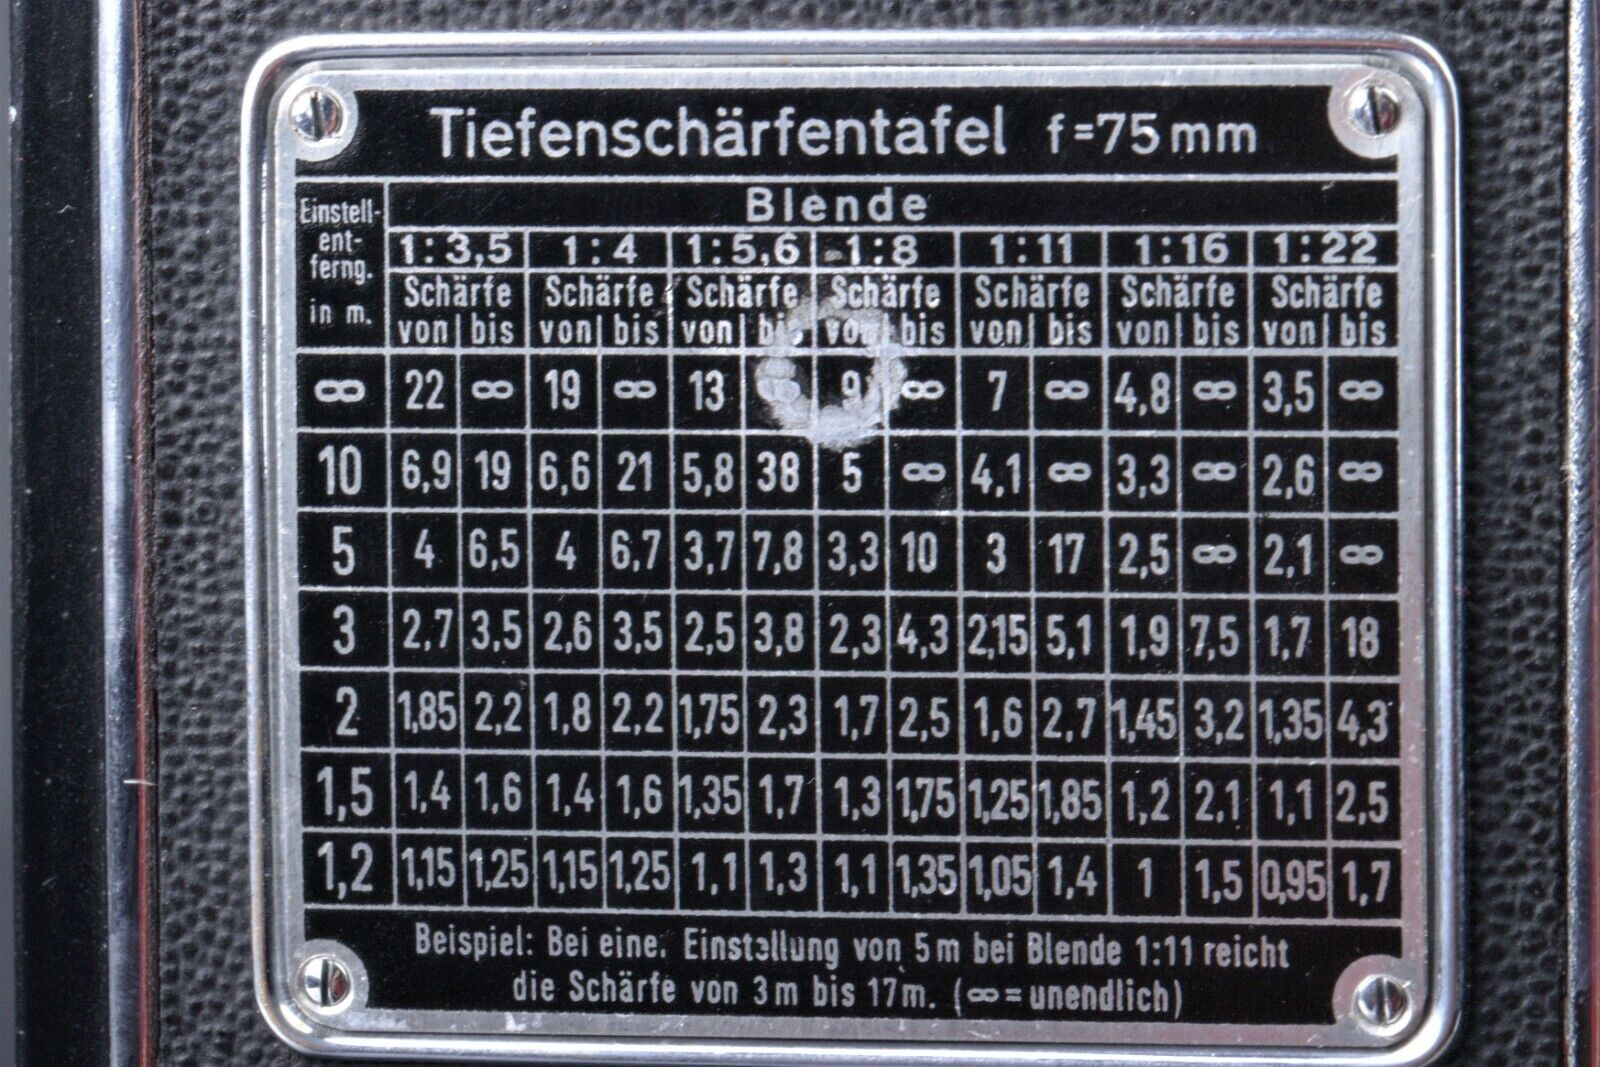 Tiefenschärfentafel f=75mm
Einstell-
ent-
ferng.
in m.
Blende
1:3,5 1:4 1:5,6 1:8 1:11 1:16 1:22
Schärfe Schärfe Schärfe Schärfe Schärfe Schärfe Schärfe
von bis von bis von bis von bis von bis von bis von bis
∞ 22 ∞ 19 ∞ 13 9 ∞ 7 ∞ 4,8 ∞ 3,5 ∞
10 6,9 19 6,6 21 5,8 38 5 ∞ 4,1 ∞ 3,3 ∞ 2,6 ∞
5 4 6,5 4 6,7 3,7 7,8 3,3 10 3 17 2,5 ∞ 2,1 ∞
3 2,7 3,5 2,6 3,5 2,5 3,8 2,3 4,3 2,15 5,1 1,9 7,5 1,7 18
2 1,85 2,2 1,8 2,2 1,75 2,3 1,7 2,5 1,6 2,7 1,45 3,2 1,35 4,3
1,5 1,4 1,6 1,4 1,6 1,35 1,7 1,3 1,75 1,25 1,85 1,2 2,1 1,1 2,5
1,2 1,15 1,25 1,15 1,25 1,1 1,3 1,1 1,35 1,05 1,4 1 1,5 0,95 1,7
Beispiel: Bei einer Einstellung von 5m bei Blende 1:11 reicht
die Schärfe von 3m bis 17m. (∞=unendlich)